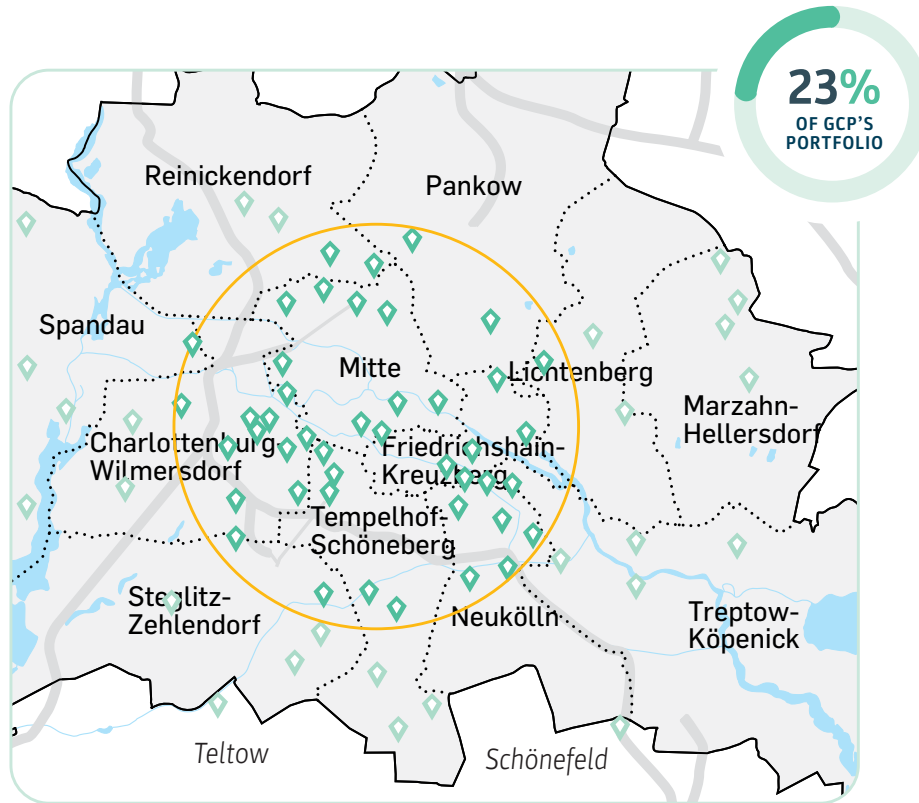 23%
OF GCP'S
PORTFOLIO
Reinickendorf
Pankow
Spandau
Mitte
Lichtenberg
Marzahn-
Hellersdorf
Charlottenburg-
Wilmersdorf
Friedrichshain-
Kreuzberg
Tempelhof-
Schöneberg
Steglitz-
Zehlendorf
Neukölln
Treptow-
Köpenick
Teltow
Schönefeld